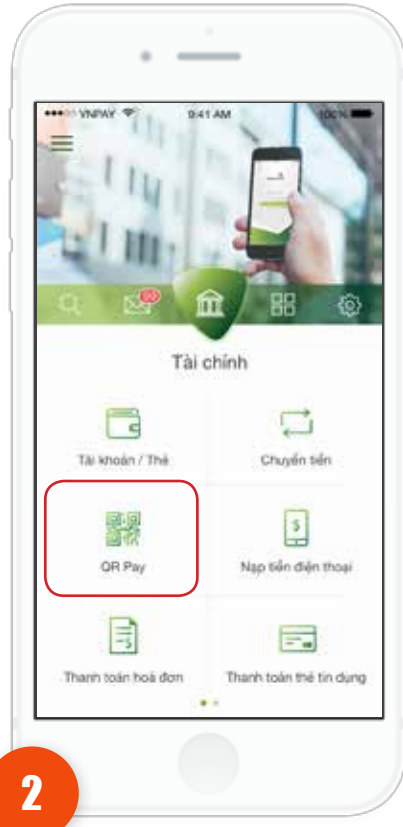 VNPAY 9:41 AM 100%
99
Tài chính
Tài khoản / Thẻ
Chuyển tiền
QR Pay
Nạp tiền điện thoại
Thanh toán hoá đơn
Thanh toán thẻ tín dụng
2